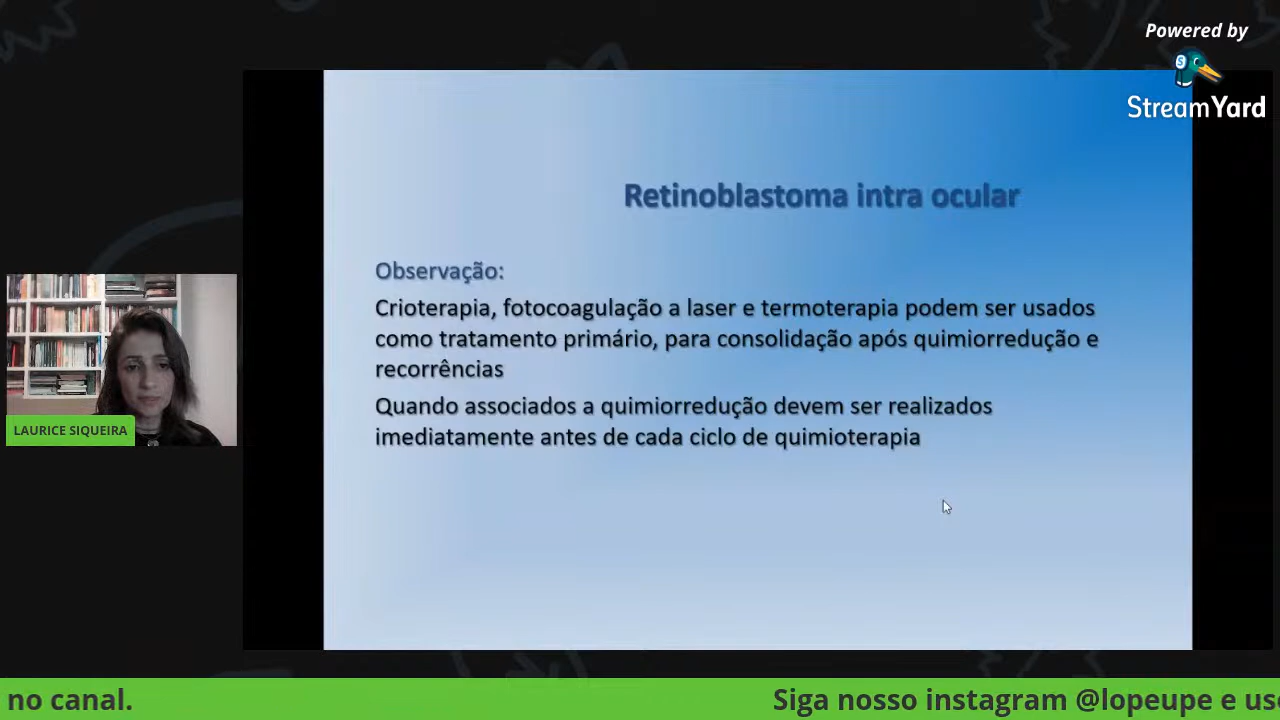 Powered by
StreamYard
Retinoblastoma intra ocular
Observação:
Crioterapia, fotocoagulação a laser e termoterapia podem ser usados
como tratamento primário, para consolidação após quimiorredução e
recorrências
Quando associados a quimiorredução devem ser realizados
imediatamente antes de cada ciclo de quimioterapia
LAURICE SIQUEIRA
no canal. Siga nosso instagram @lopeupe e